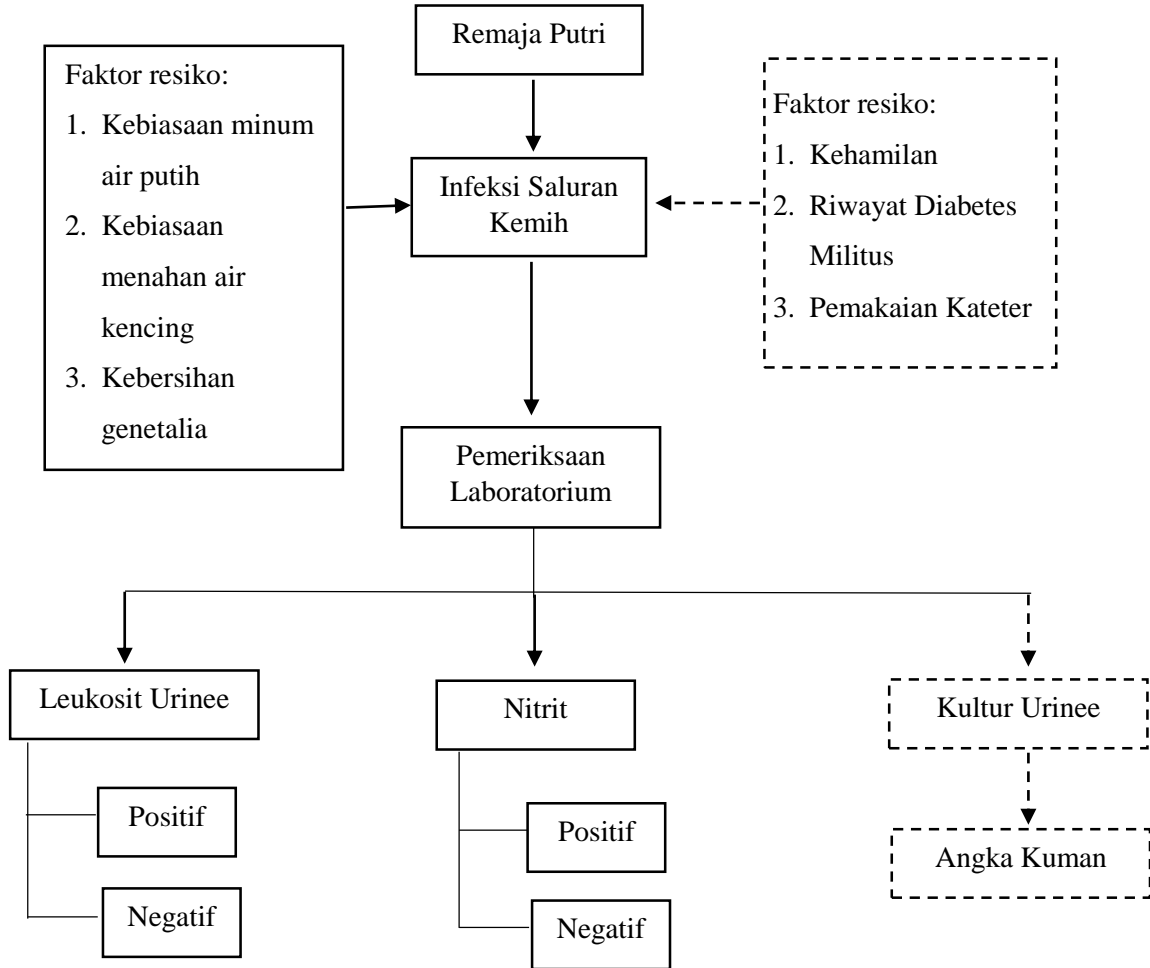 Remaja Putri
Faktor resiko:
1. Kebiasaan minum
air putih
2. Kebiasaan
menahan air
kencing
3. Kebersihan
genetalia
Infeksi Saluran
Kemih
Faktor resiko:
1. Kehamilan
2. Riwayat Diabetes
Militus
3. Pemakaian Kateter
Pemeriksaan
Laboratorium
Leukosit Urinee
Nitrit
Kultur Urinee
Positif
Negatif
Positif
Negatif
Angka Kuman